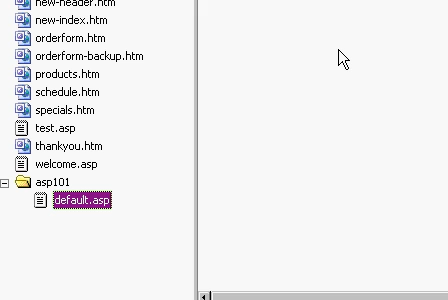 new-header.htm
new-index.htm
orderform.htm
orderform-backup.htm
products.htm
schedule.htm
specials.htm
test.asp
thankyou.htm
welcome.asp
asp101
default.asp